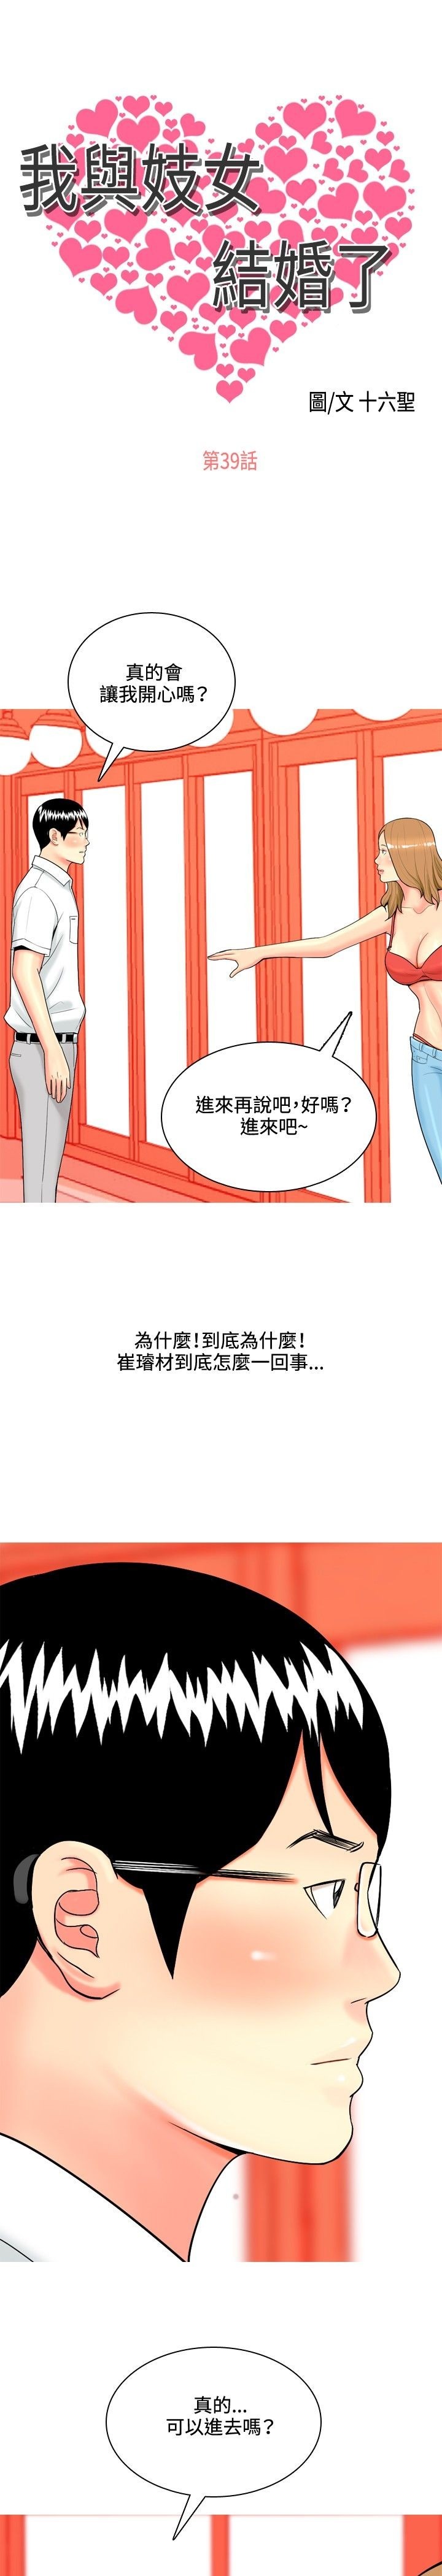 我與妓女
結婚了
圖/文 十六聖
第39話
真的會
讓我開心嗎？
進來再說吧，好嗎？
進來吧~
為什麼！到底為什麼！
崔璿材到底怎麼一回事...
真的...
可以進去嗎？